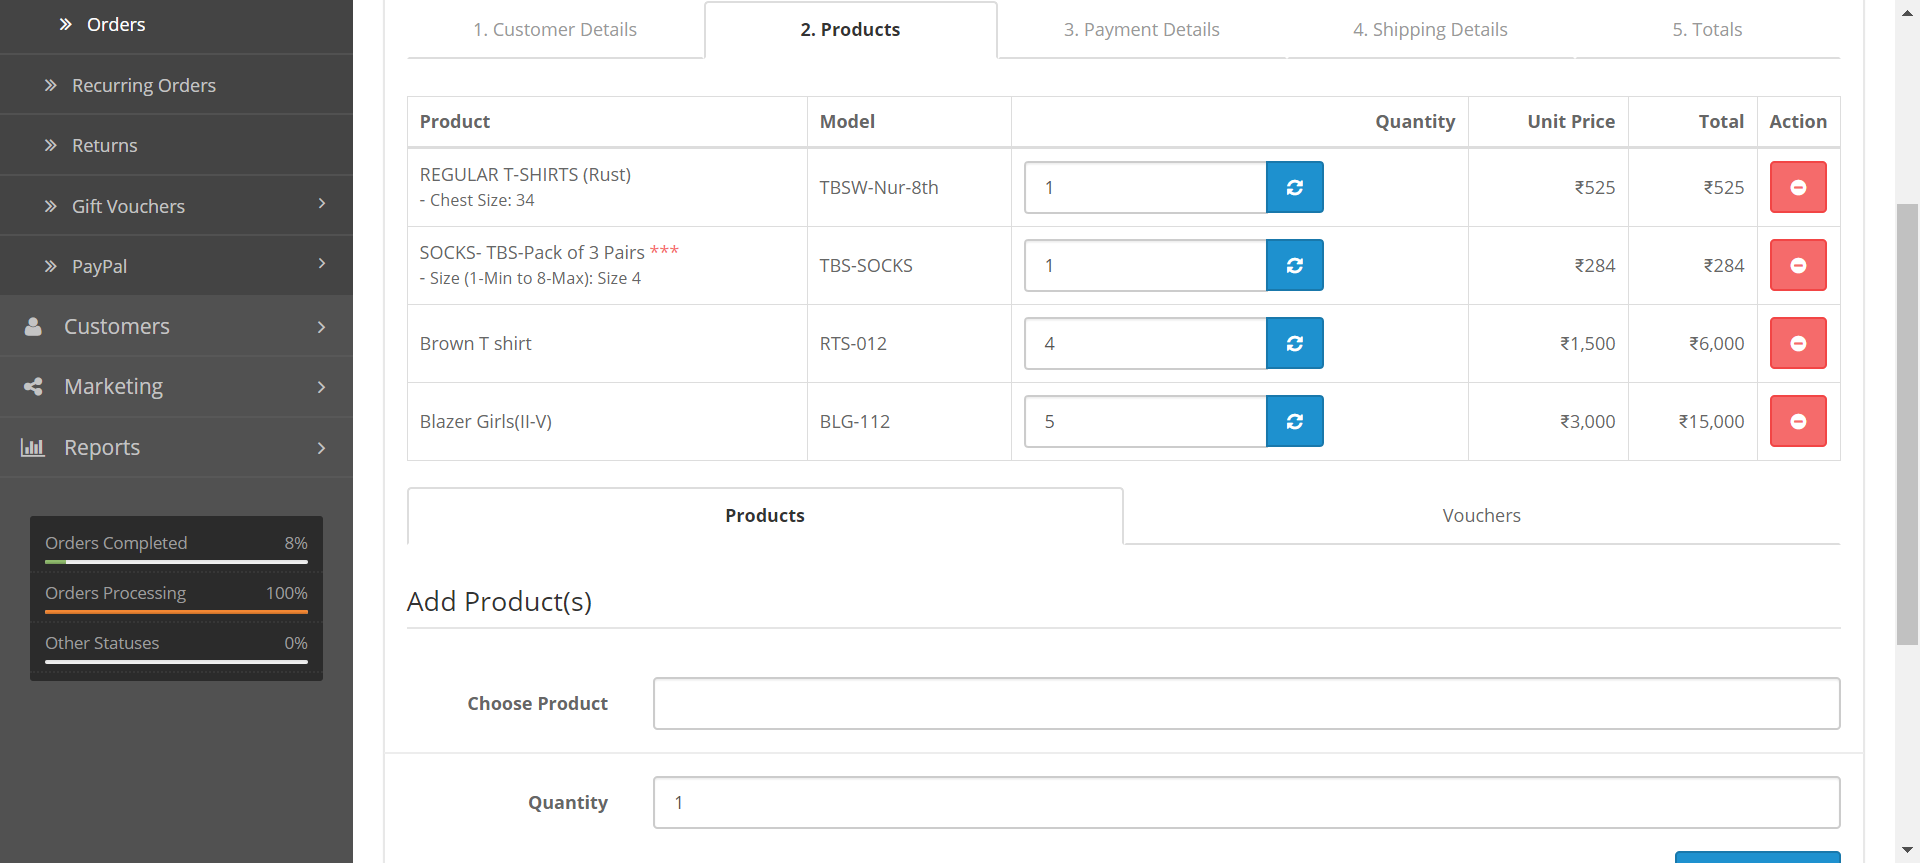 Orders
Recurring Orders
Returns
Gift Vouchers
PayPal
Customers
Marketing
Reports
Orders Completed 8%
Orders Processing 100%
Other Statuses 0%
1. Customer Details 2. Products 3. Payment Details 4. Shipping Details 5. Totals
Product Model Quantity Unit Price Total Action
REGULAR T-SHIRTS (Rust)
- Chest Size: 34
TBSW-Nur-8th 1 ₹525 ₹525
SOCKS- TBS-Pack of 3 Pairs ***
- Size (1-Min to 8-Max): Size 4
TBS-SOCKS 1 ₹284 ₹284
Brown T shirt RTS-012 4 ₹1,500 ₹6,000
Blazer Girls(II-V) BLG-112 5 ₹3,000 ₹15,000
Products Vouchers
Add Product(s)
Choose Product
Quantity 1